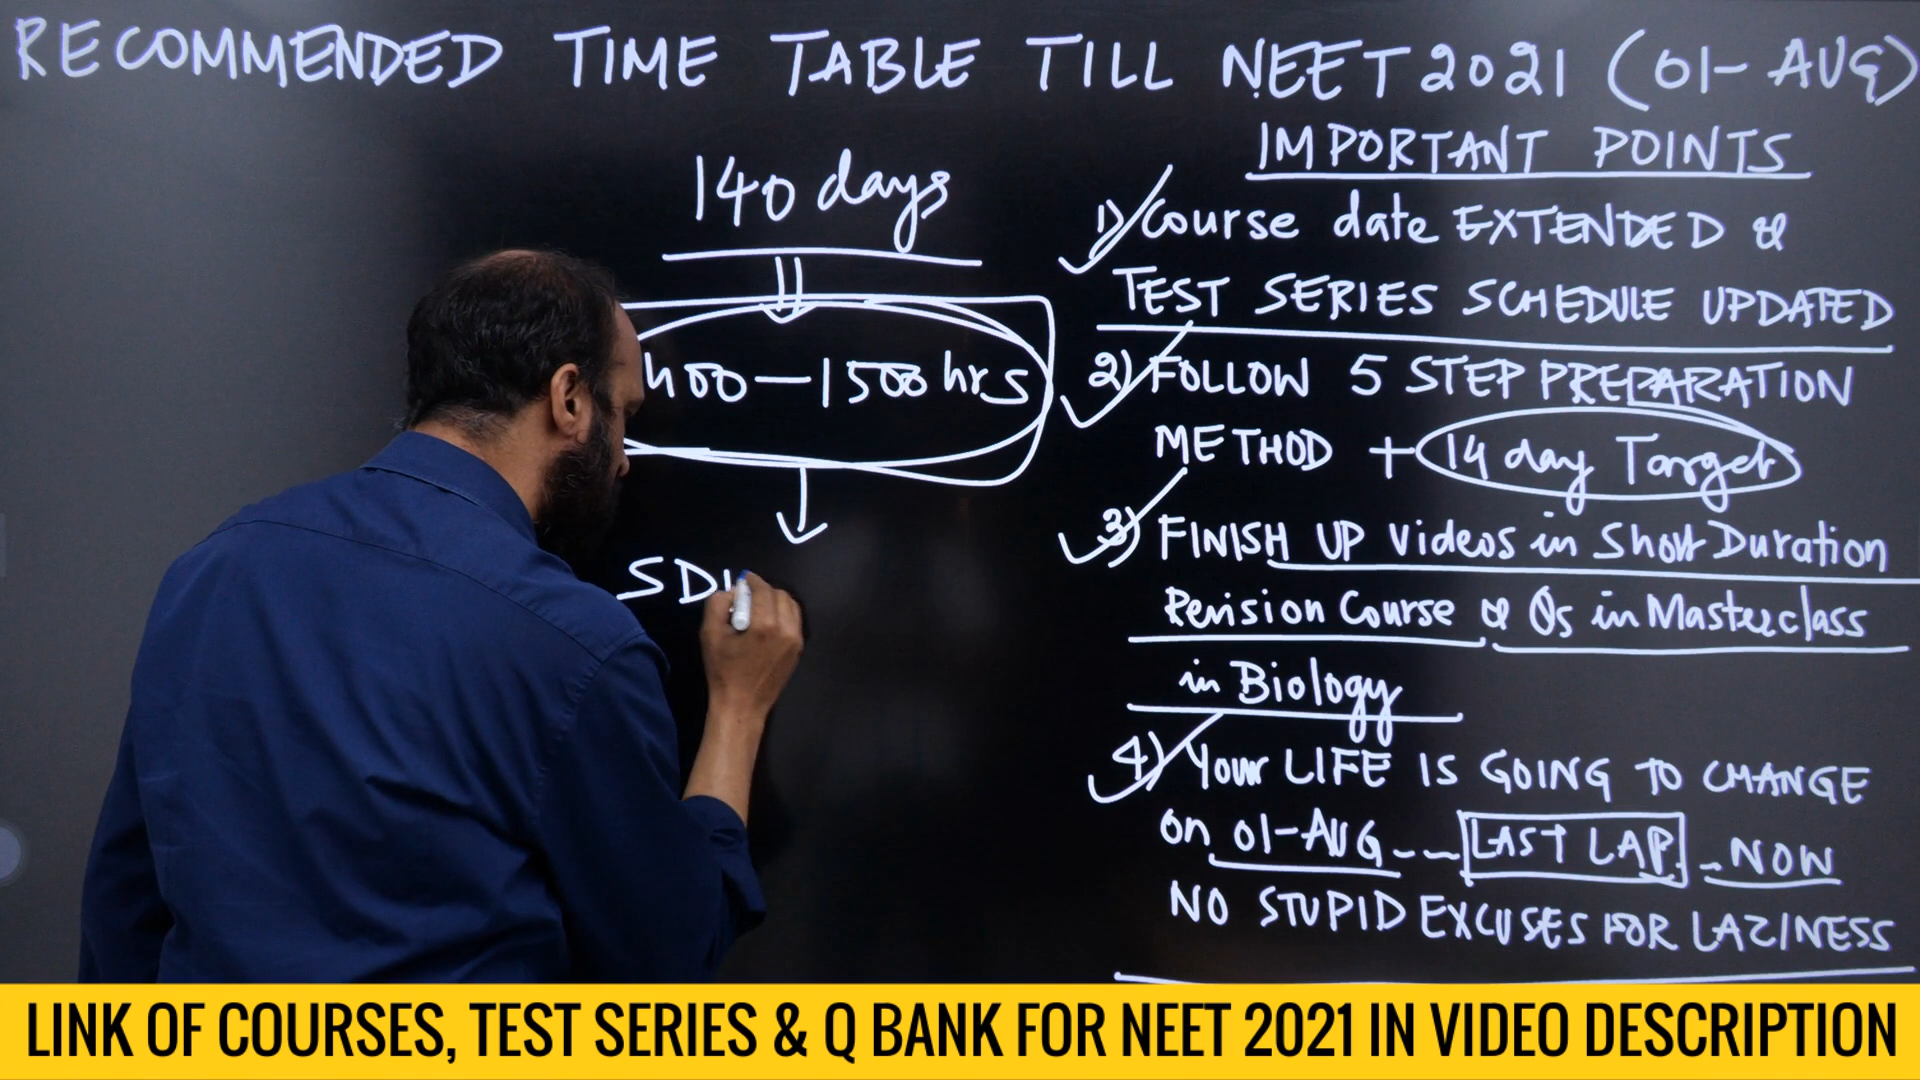 RECOMMENDED TIME TABLE TILL NEET 2021 (01-AUG)
140 days
400 — 1500 hrs
SD
IMPORTANT POINTS
1) Course date EXTENDED &
TEST SERIES SCHEDULE UPDATED
2) FOLLOW 5 STEP PREPARATION
METHOD + 14 day Target
3) FINISH UP videos in Short Duration
Revision Course & Qs in Masterclass
in Biology
4) Your LIFE IS GOING TO CHANGE
on 01-AUG -- LAST LAP - NOW
NO STUPID EXCUSES FOR LAZINESS
LINK OF COURSES, TEST SERIES & Q BANK FOR NEET 2021 IN VIDEO DESCRIPTION